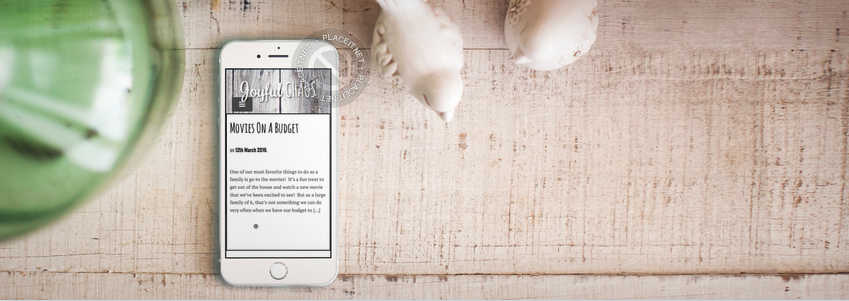 PLACEIT.NET · PLACEIT.NET · PLACEIT.NET
Joyful CHAOS
MOVIES ON A BUDGET
on 12th March 2018.
One of our most favorite things to do as a
family is go to the movies! It's a fun treat to
get out of the house and watch a new movie
that we've been excited to see! But as a large
family of 6, that's not something we can do
very often when we have our budget to [...]